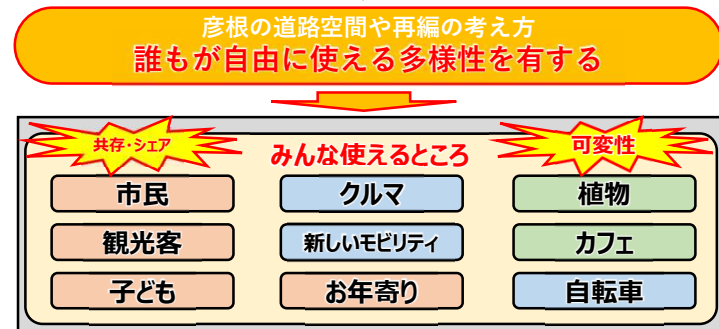 彦根の道路空間や再編の考え方
誰もが自由に使える多様性を有する
共存・シェア
みんな使えるところ
可変性
市民
クルマ
植物
観光客
新しいモビリティ
カフェ
子ども
お年寄り
自転車